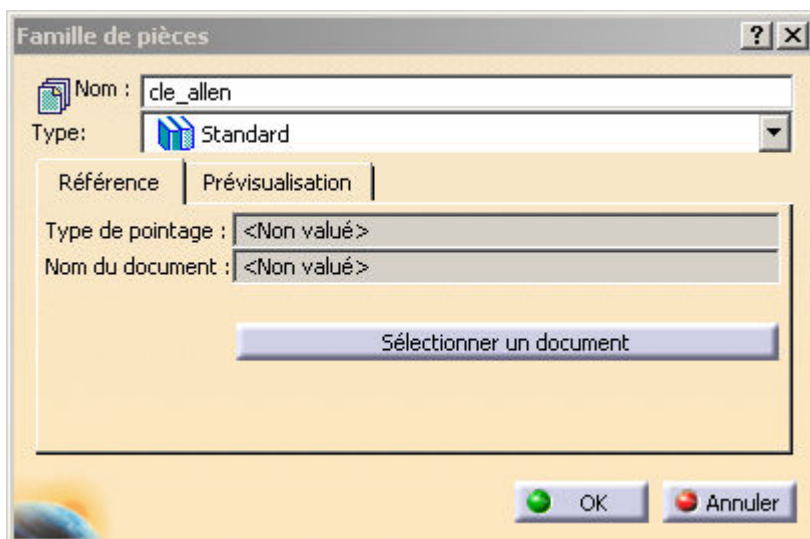 Famille de pièces
Nom : cle_allen
Type: Standard
Référence Prévisualisation
Type de pointage : <Non valué>
Nom du document : <Non valué>
Sélectionner un document
OK Annuler